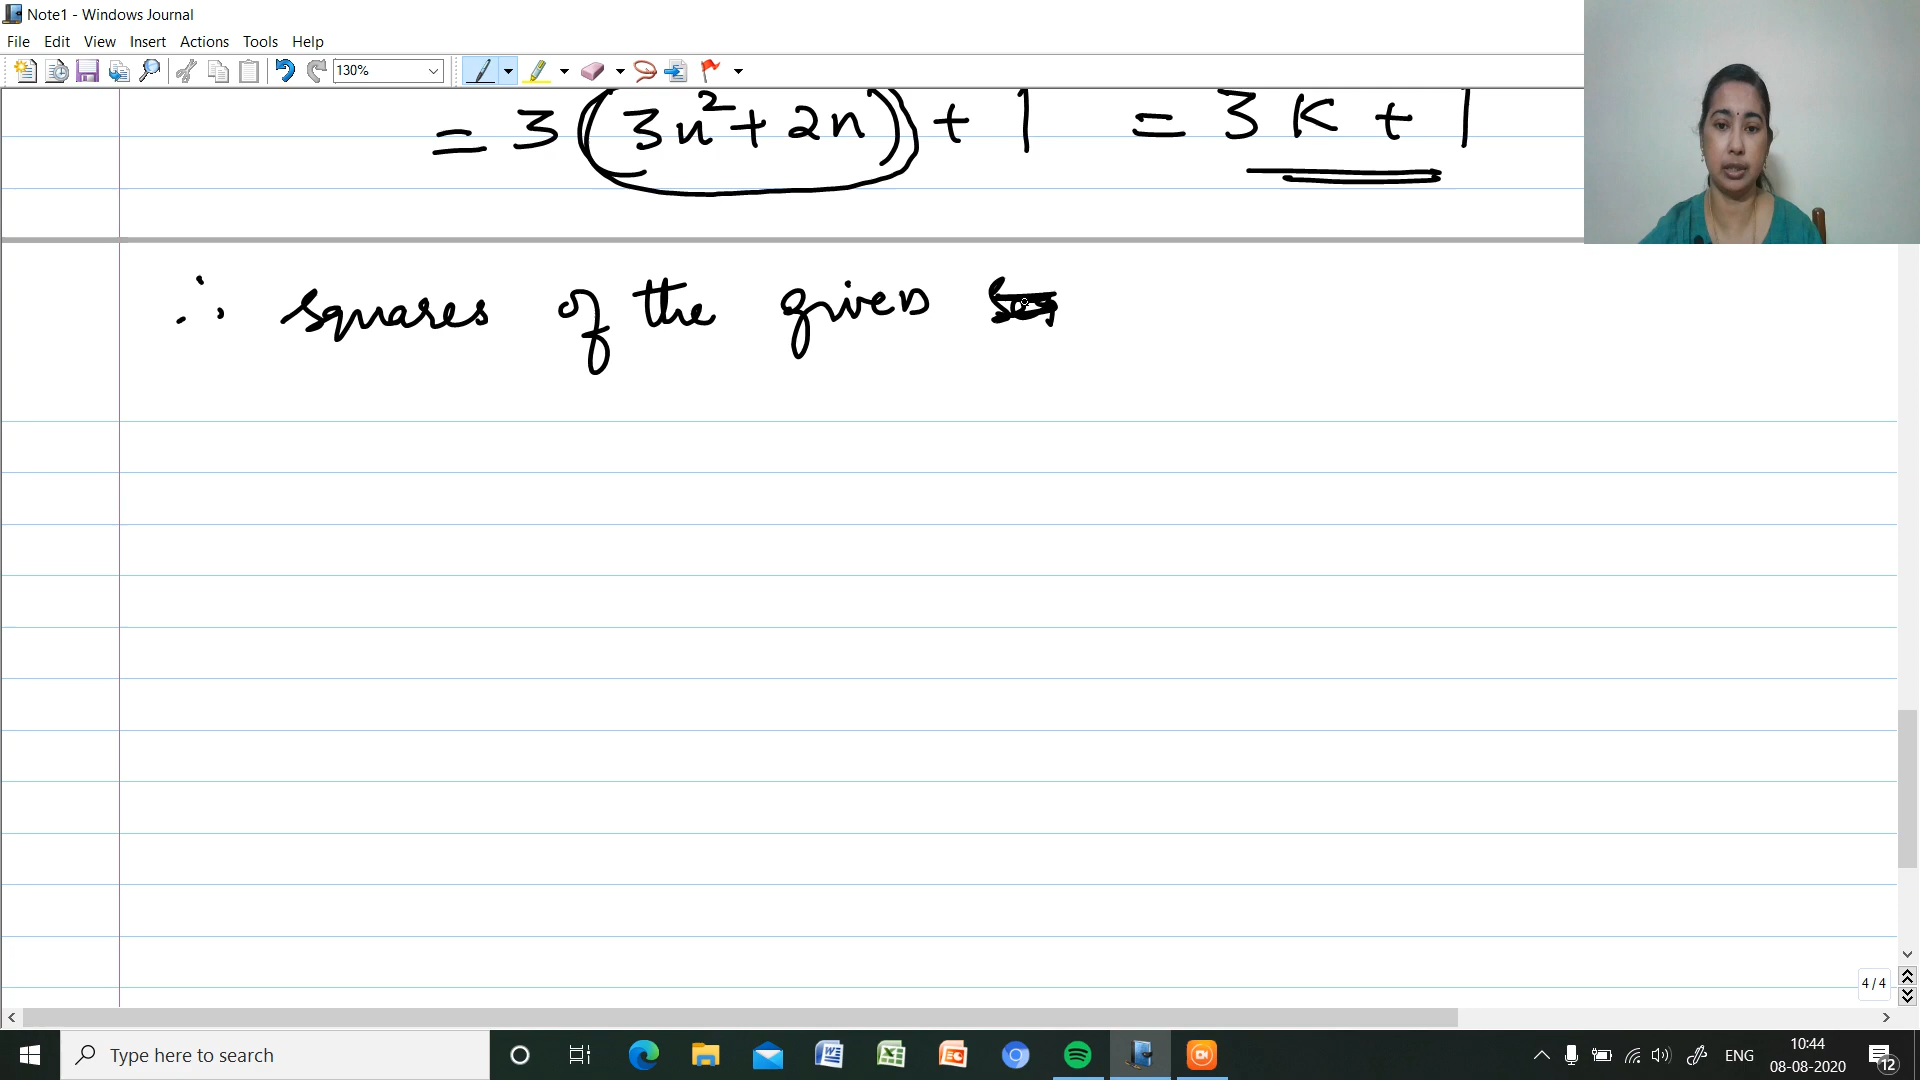 Note1 - Windows Journal
File Edit View Insert Actions Tools Help
130%
= 3(3n²+2n) + 1 = 3K + 1
∴ squares of the given
4 / 4
Type here to search
ENG
10:44
08-08-2020
12